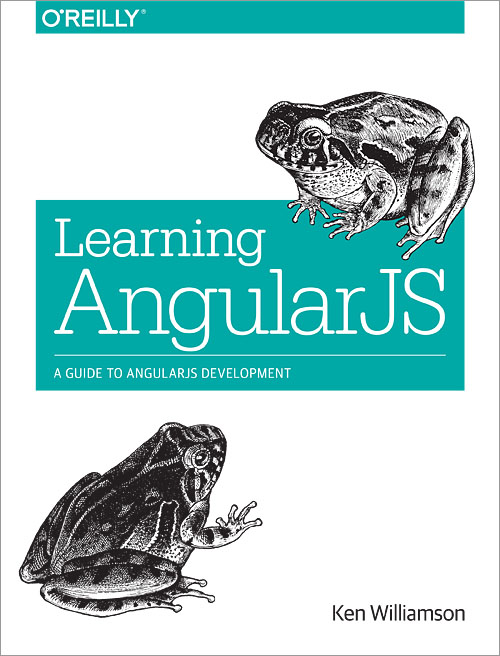 O'REILLY®
Learning
AngularJS
A GUIDE TO ANGULARJS DEVELOPMENT
Ken Williamson